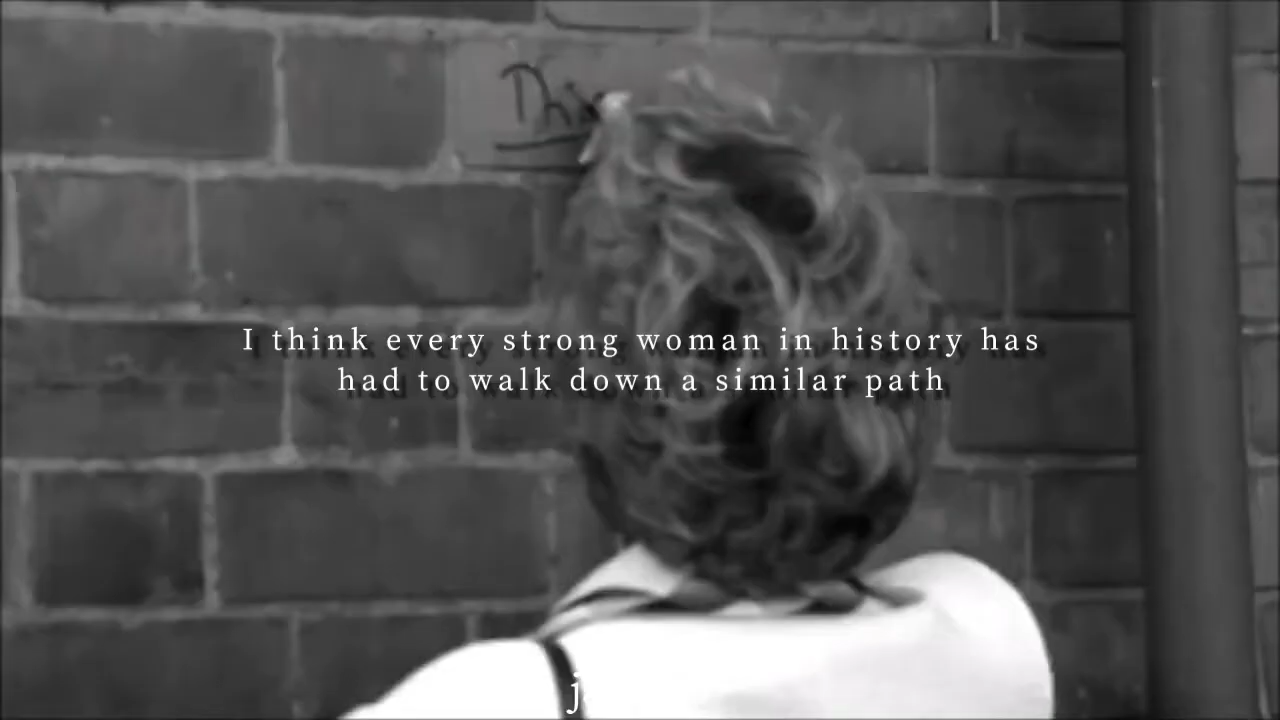 I think every strong woman in history has
had to walk down a similar path
j